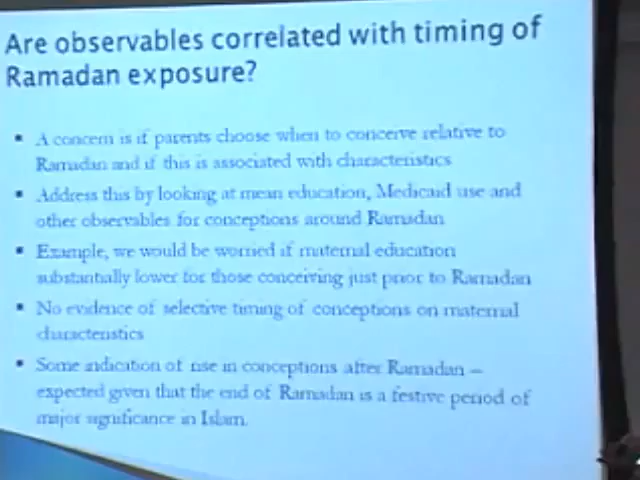 Are observables correlated with timing of
Ramadan exposure?
▪ A concern is if parents choose when to conceive relative to
Ramadan and if this is associated with characteristics
▪ Address this by looking at mean education, Medicaid use and
other observables for conceptions around Ramadan
▪ Example, we would be worried if maternal education
substantially lower for those conceiving just prior to Ramadan
▪ No evidence of selective timing of conceptions on maternal
characteristics
▪ Some indication of rise in conceptions after Ramadan –
expected given that the end of Ramadan is a festive period of
major significance in Islam.